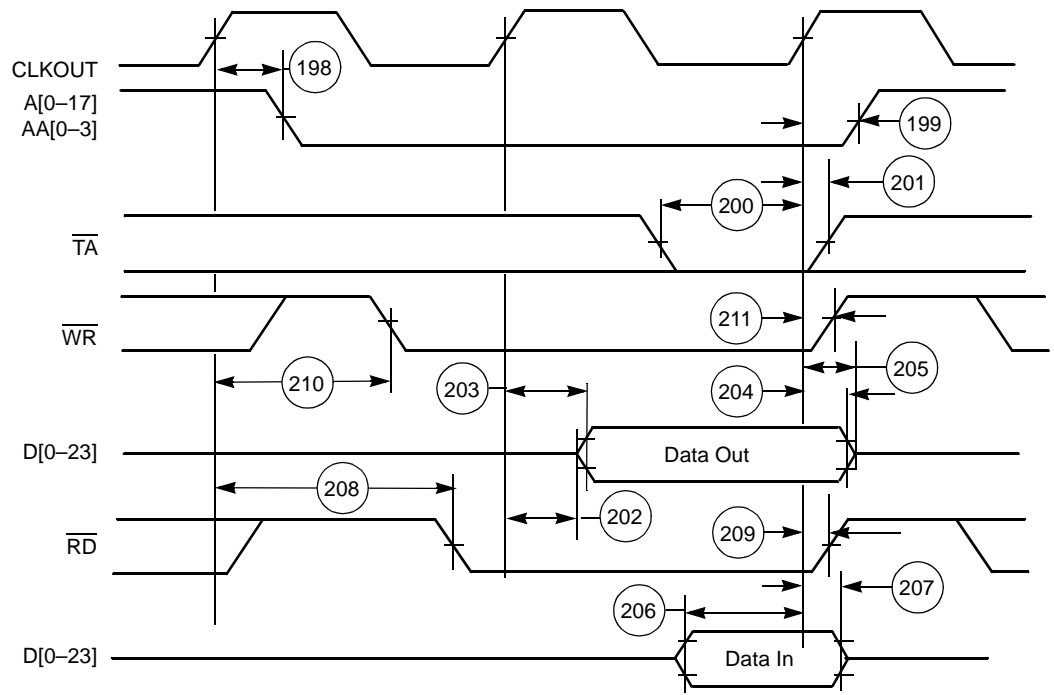 CLKOUT
198
A[0–17]
AA[0–3]
199
201
200
TA
211
WR
210
203
204
205
D[0–23]
Data Out
208
202
209
RD
206
207
D[0–23]
Data In